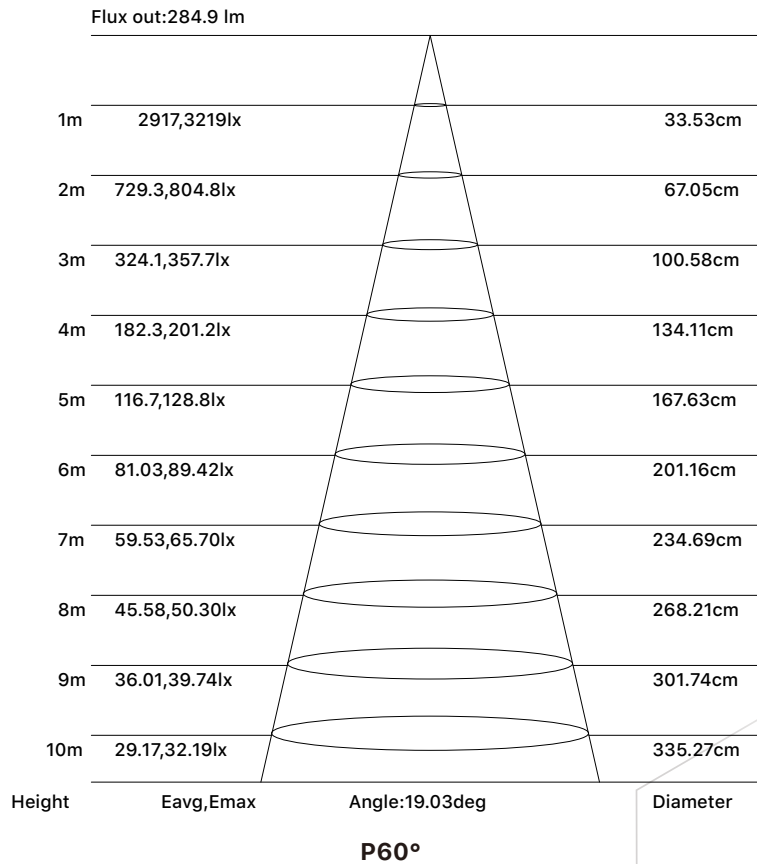 Flux out:284.9 lm
1m 2917,3219lx 33.53cm
2m 729.3,804.8lx 67.05cm
3m 324.1,357.7lx 100.58cm
4m 182.3,201.2lx 134.11cm
5m 116.7,128.8lx 167.63cm
6m 81.03,89.42lx 201.16cm
7m 59.53,65.70lx 234.69cm
8m 45.58,50.30lx 268.21cm
9m 36.01,39.74lx 301.74cm
10m 29.17,32.19lx 335.27cm
Height Eavg,Emax Angle:19.03deg Diameter
P60°